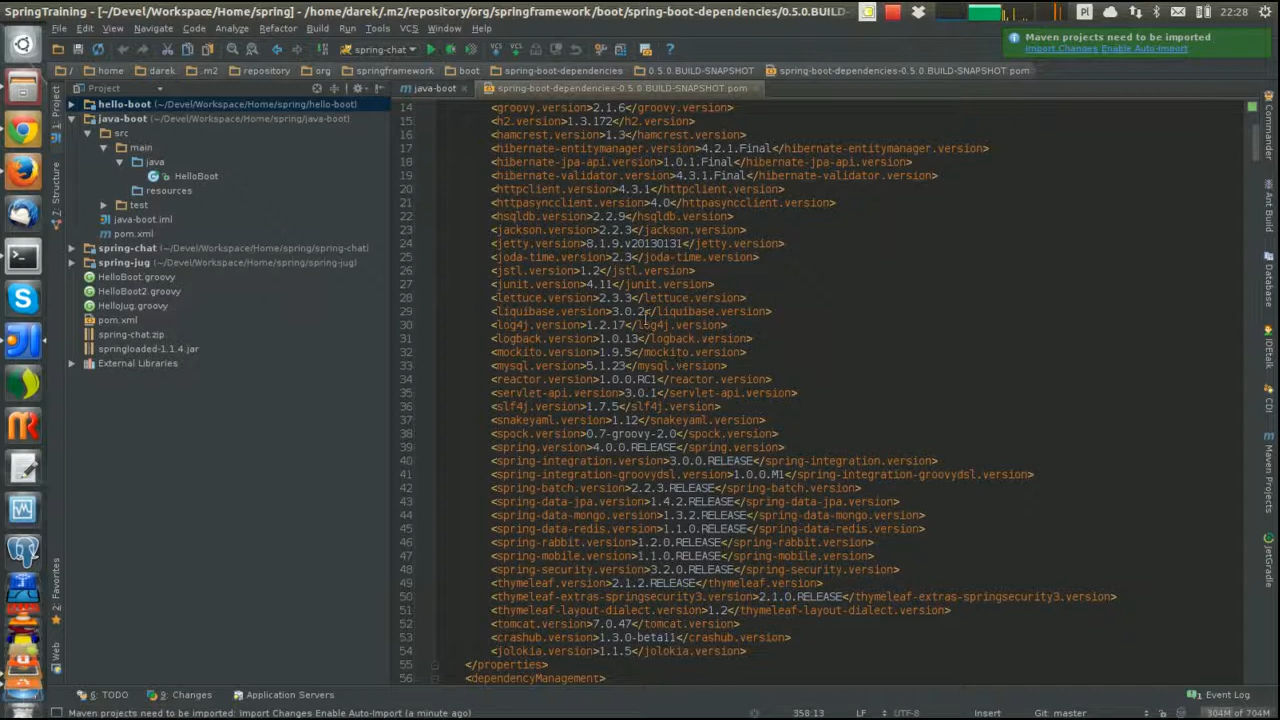 SpringTraining - [~/Devel/Workspace/Home/spring] - /home/darek/.m2/repository/org/springframework/boot/spring-boot-dependencies/0.5.0.BUILD-
Pl
22:28
File Edit View Navigate Code Analyze Refactor Build Run Tools VCS Window Help
Maven projects need to be imported
Import Changes Enable Auto-Import
spring-chat
/ home darek .m2 repository org springframework boot spring-boot-dependencies 0.5.0.BUILD-SNAPSHOT spring-boot-dependencies-0.5.0.BUILD-SNAPSHOT.pom
Project
java-boot
spring-boot-dependencies-0.5.0.BUILD-SNAPSHOT.pom
1: Project
7: Structure
2: Favorites
Web
hello-boot (~/Devel/Workspace/Home/spring/hello-boot)
java-boot (~/Devel/Workspace/Home/spring/java-boot)
src
main
java
HelloBoot
resources
test
java-boot.iml
pom.xml
spring-chat (~/Devel/Workspace/Home/spring/spring-chat)
spring-jug (~/Devel/Workspace/Home/spring/spring-jug)
HelloBoot.groovy
HelloBoot2.groovy
HelloJug.groovy
pom.xml
spring-chat.zip
springloaded-1.1.4.jar
External Libraries
14 <groovy.version>2.1.6</groovy.version>
15 <h2.version>1.3.172</h2.version>
16 <hamcrest.version>1.3</hamcrest.version>
17 <hibernate-entitymanager.version>4.2.1.Final</hibernate-entitymanager.version>
18 <hibernate-jpa-api.version>1.0.1.Final</hibernate-jpa-api.version>
19 <hibernate-validator.version>4.3.1.Final</hibernate-validator.version>
20 <httpclient.version>4.3.1</httpclient.version>
21 <httpasyncclient.version>4.0</httpasyncclient.version>
22 <hsqldb.version>2.2.9</hsqldb.version>
23 <jackson.version>2.2.3</jackson.version>
24 <jetty.version>8.1.9.v20130131</jetty.version>
25 <joda-time.version>2.3</joda-time.version>
26 <jstl.version>1.2</jstl.version>
27 <junit.version>4.11</junit.version>
28 <lettuce.version>2.3.3</lettuce.version>
29 <liquibase.version>3.0.2</liquibase.version>
30 <log4j.version>1.2.17</log4j.version>
31 <logback.version>1.0.13</logback.version>
32 <mockito.version>1.9.5</mockito.version>
33 <mysql.version>5.1.23</mysql.version>
34 <reactor.version>1.0.0.RC1</reactor.version>
35 <servlet-api.version>3.0.1</servlet-api.version>
36 <slf4j.version>1.7.5</slf4j.version>
37 <snakeyaml.version>1.12</snakeyaml.version>
38 <spock.version>0.7-groovy-2.0</spock.version>
39 <spring.version>4.0.0.RELEASE</spring.version>
40 <spring-integration.version>3.0.0.RELEASE</spring-integration.version>
41 <spring-integration-groovydsl.version>1.0.0.M1</spring-integration-groovydsl.version>
42 <spring-batch.version>2.2.3.RELEASE</spring-batch.version>
43 <spring-data-jpa.version>1.4.2.RELEASE</spring-data-jpa.version>
44 <spring-data-mongo.version>1.3.2.RELEASE</spring-data-mongo.version>
45 <spring-data-redis.version>1.1.0.RELEASE</spring-data-redis.version>
46 <spring-rabbit.version>1.2.0.RELEASE</spring-rabbit.version>
47 <spring-mobile.version>1.1.0.RELEASE</spring-mobile.version>
48 <spring-security.version>3.2.0.RELEASE</spring-security.version>
49 <thymeleaf.version>2.1.2.RELEASE</thymeleaf.version>
50 <thymeleaf-extras-springsecurity3.version>2.1.0.RELEASE</thymeleaf-extras-springsecurity3.version>
51 <thymeleaf-layout-dialect.version>1.2</thymeleaf-layout-dialect.version>
52 <tomcat.version>7.0.47</tomcat.version>
53 <crashub.version>1.3.0-beta11</crashub.version>
54 <jolokia.version>1.1.5</jolokia.version>
55 </properties>
56 <dependencyManagement>
Ant Build
Database
IDEtalk
CDI
Maven Projects
JetGradle
6: TODO
9: Changes
Application Servers
1 Event Log
Maven projects need to be imported: Import Changes Enable Auto-Import (a minute ago)
358:13
LF
UTF-8
Insert
Git: master
304M of 704M